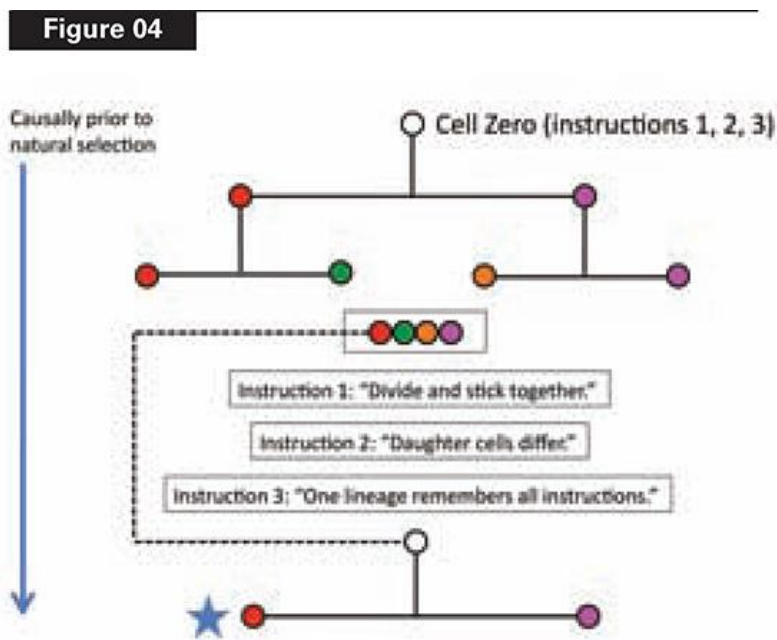 Figure 04
Causally prior to
natural selection
Cell Zero (instructions 1, 2, 3)
Instruction 1: "Divide and stick together."
Instruction 2: "Daughter cells differ."
Instruction 3: "One lineage remembers all instructions."